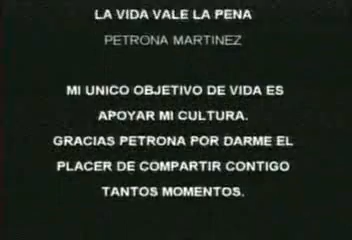 LA VIDA VALE LA PENA
PETRONA MARTINEZ
MI UNICO OBJETIVO DE VIDA ES
APOYAR MI CULTURA.
GRACIAS PETRONA POR DARME EL
PLACER DE COMPARTIR CONTIGO
TANTOS MOMENTOS.